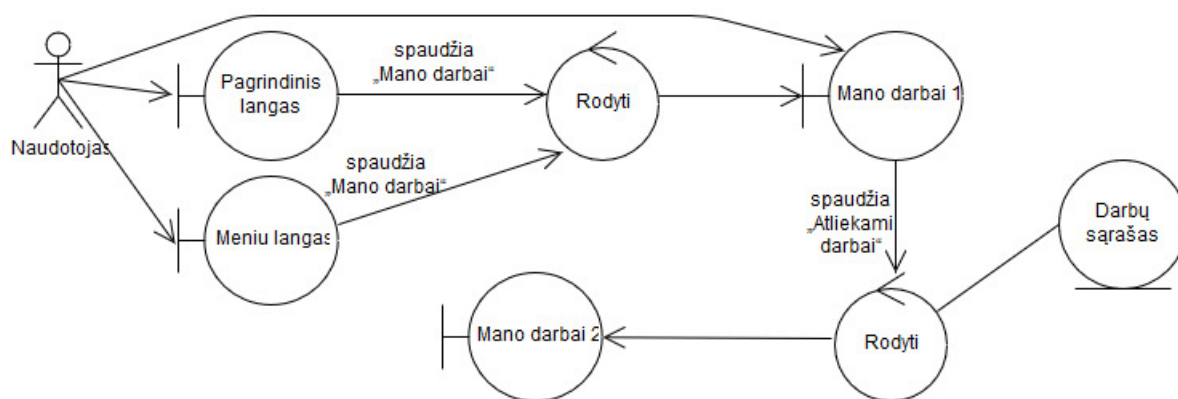 Naudotojas
Pagrindinis
langas
spaudžia
„Mano darbai“
Rodyti
Mano darbai 1
spaudžia
„Mano darbai“
Meniu langas
spaudžia
„Atliekami
darbai“
Darbų
sąrašas
Mano darbai 2
Rodyti